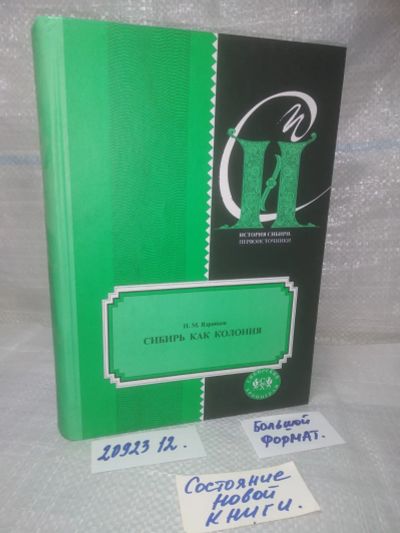 ИСТОРИЯ СИБИРИ.
ПЕРВОИСТОЧНИКИ
Н. М. Ядринцев
СИБИРЬ КАК КОЛОНИЯ
20923 12.
БОЛЬШОЙ
ФОРМАТ.
Состояние
новой
книги.